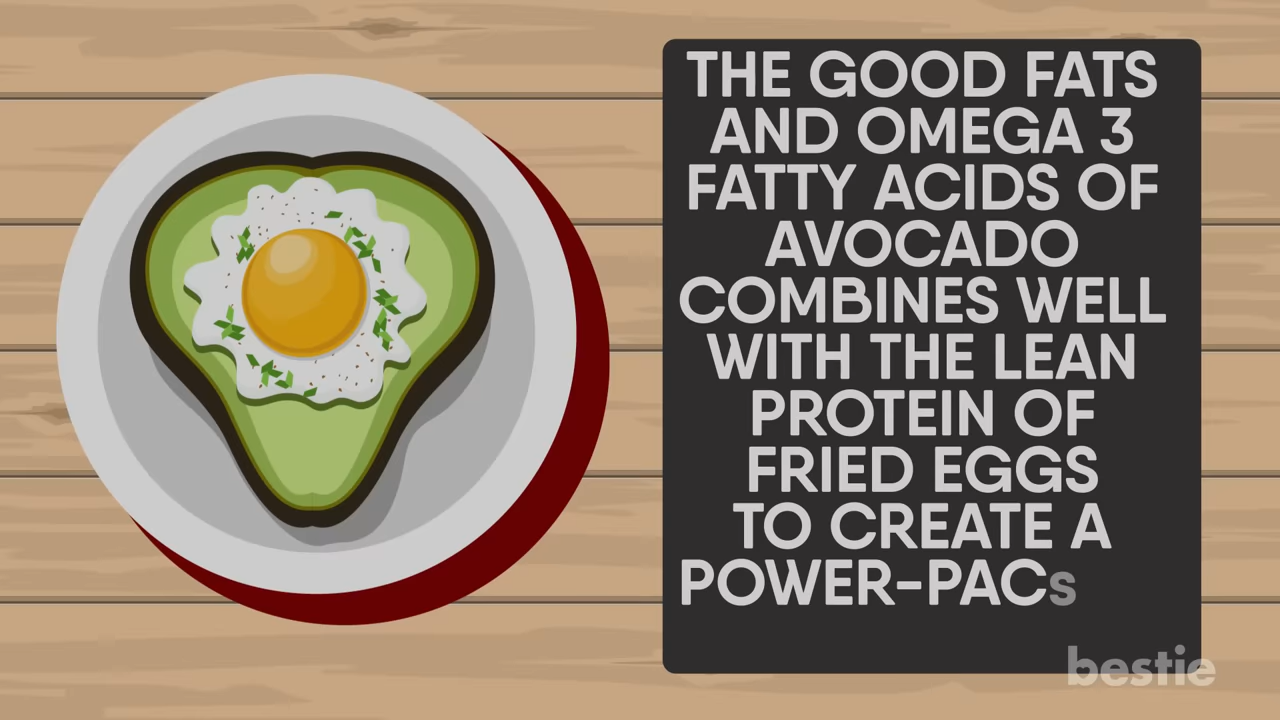 THE GOOD FATS
AND OMEGA 3
FATTY ACIDS OF
AVOCADO
COMBINES WELL
WITH THE LEAN
PROTEIN OF
FRIED EGGS
TO CREATE A
POWER-PACs
bestie